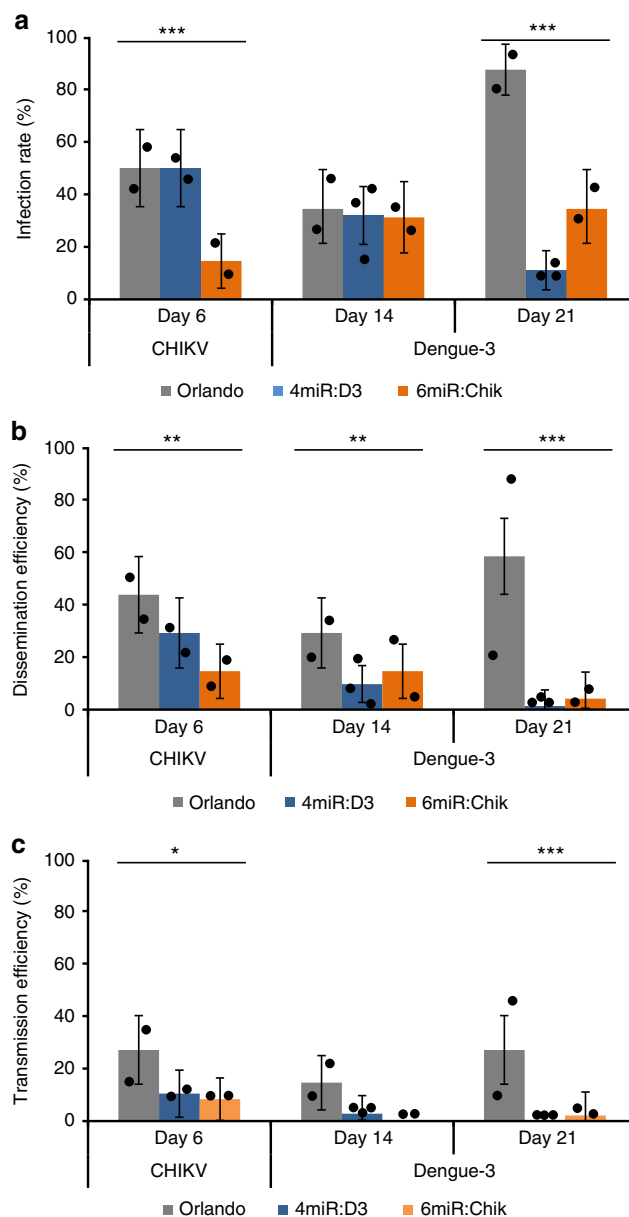 a
*** ***
100
80
60
40
20
0
Infection rate (%)
Day 6 Day 14 Day 21
CHIKV Dengue-3
Orlando 4miR:D3 6miR:Chik
b
** ** ***
100
80
60
40
20
0
Dissemination efficiency (%)
Day 6 Day 14 Day 21
CHIKV Dengue-3
Orlando 4miR:D3 6miR:Chik
c
* ***
100
80
60
40
20
0
Transmission efficiency (%)
Day 6 Day 14 Day 21
CHIKV Dengue-3
Orlando 4miR:D3 6miR:Chik